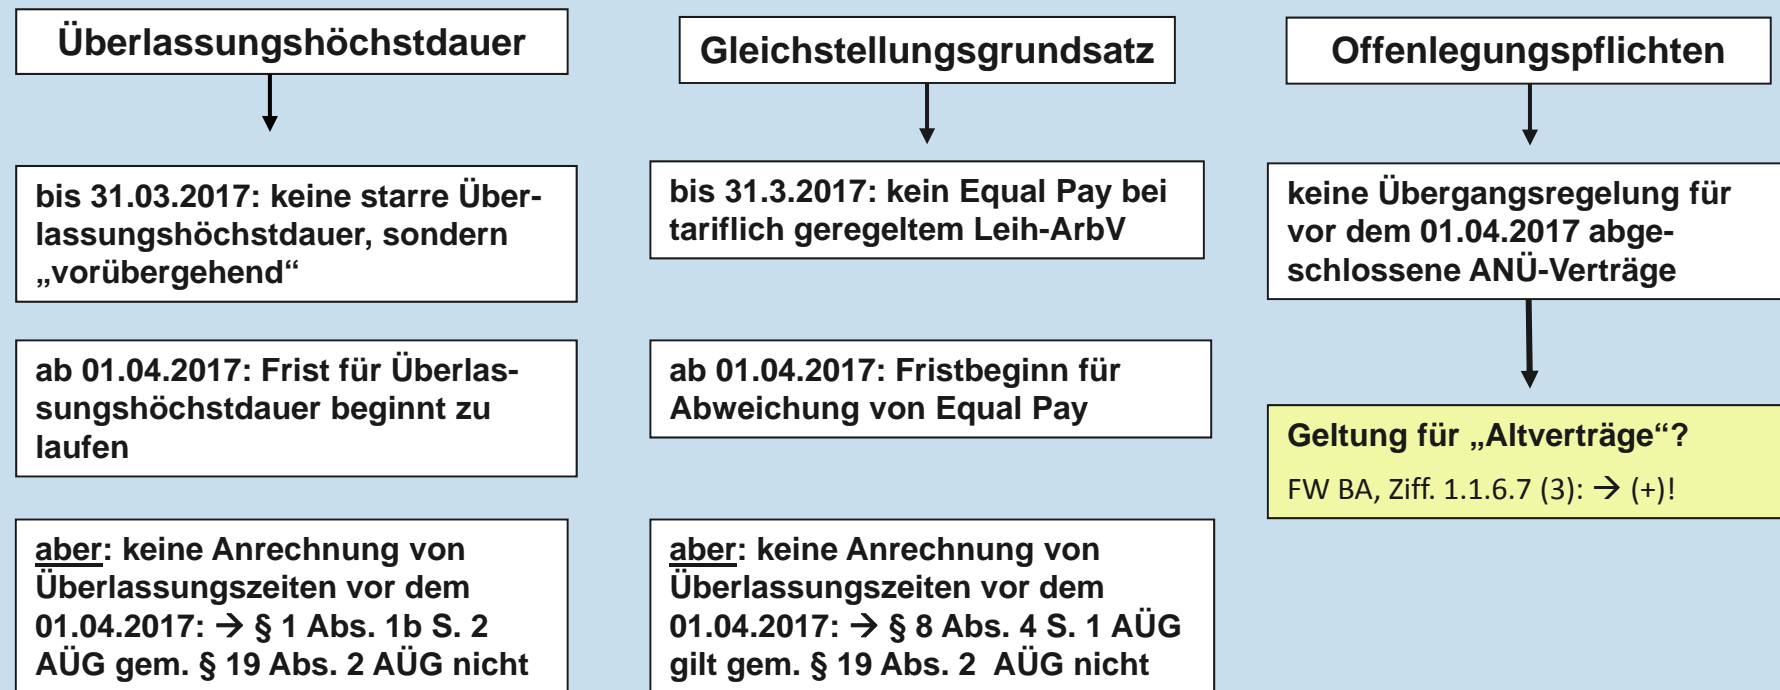 Überlassungshöchstdauer
bis 31.03.2017: keine starre Über-
lassungshöchstdauer, sondern
„vorübergehend“
ab 01.04.2017: Frist für Überlas-
sungshöchstdauer beginnt zu
laufen
aber: keine Anrechnung von
Überlassungszeiten vor dem
01.04.2017: → § 1 Abs. 1b S. 2
AÜG gem. § 19 Abs. 2 AÜG nicht
Gleichstellungsgrundsatz
bis 31.3.2017: kein Equal Pay bei
tariflich geregeltem Leih-ArbV
ab 01.04.2017: Fristbeginn für
Abweichung von Equal Pay
aber: keine Anrechnung von
Überlassungszeiten vor dem
01.04.2017: → § 8 Abs. 4 S. 1 AÜG
gilt gem. § 19 Abs. 2 AÜG nicht
Offenlegungspflichten
keine Übergangsregelung für
vor dem 01.04.2017 abge-
schlossene ANÜ-Verträge
Geltung für „Altverträge“?
FW BA, Ziff. 1.1.6.7 (3): → (+)!